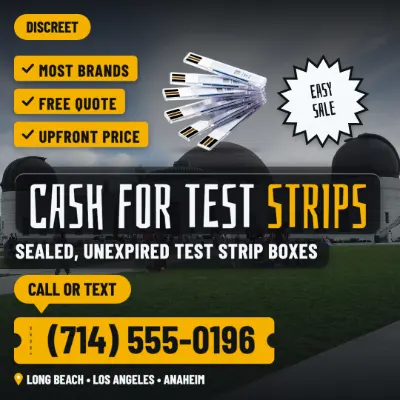 DISCREET
MOST BRANDS
FREE QUOTE
UPFRONT PRICE
EASY
SALE
CASH FOR TEST STRIPS
SEALED, UNEXPIRED TEST STRIP BOXES
CALL OR TEXT
(714) 555-0196
LONG BEACH • LOS ANGELES • ANAHEIM